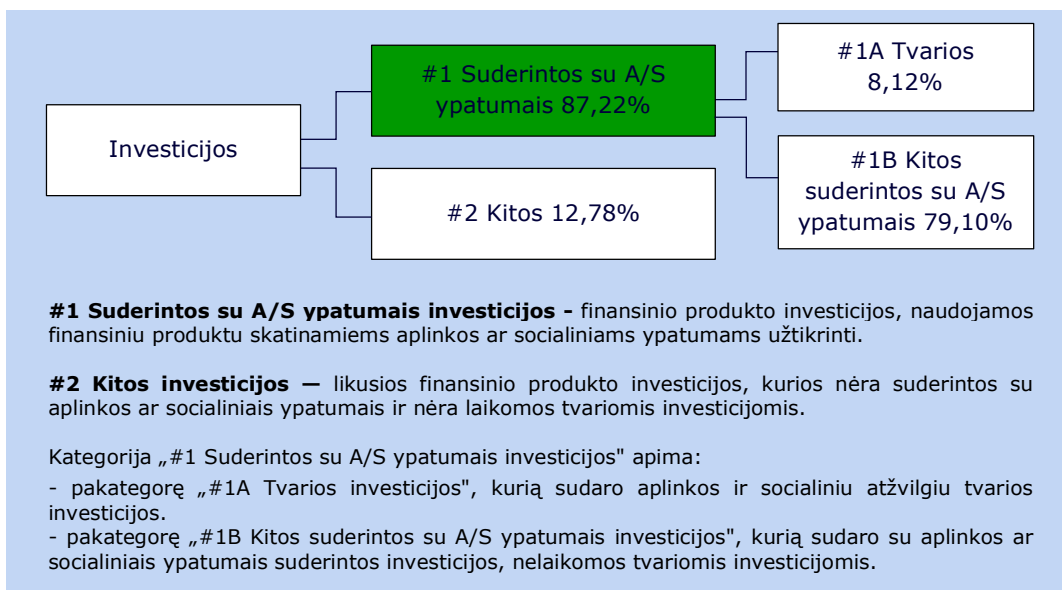 Investicijos
#1 Suderintos su A/S
ypatumais 87,22%
#2 Kitos 12,78%
#1A Tvarios
8,12%
#1B Kitos
suderintos su A/S
ypatumais 79,10%
#1 Suderintos su A/S ypatumais investicijos - finansinio produkto investicijos, naudojamos
finansiniu produktu skatinamiems aplinkos ar socialiniams ypatumams užtikrinti.
#2 Kitos investicijos — likusios finansinio produkto investicijos, kurios nėra suderintos su
aplinkos ar socialiniais ypatumais ir nėra laikomos tvariomis investicijomis.
Kategorija „#1 Suderintos su A/S ypatumais investicijos" apima:
- pakategorę „#1A Tvarios investicijos", kurią sudaro aplinkos ir socialiniu atžvilgiu tvarios
investicijos.
- pakategorę „#1B Kitos suderintos su A/S ypatumais investicijos", kurią sudaro su aplinkos ar
socialiniais ypatumais suderintos investicijos, nelaikomos tvariomis investicijomis.